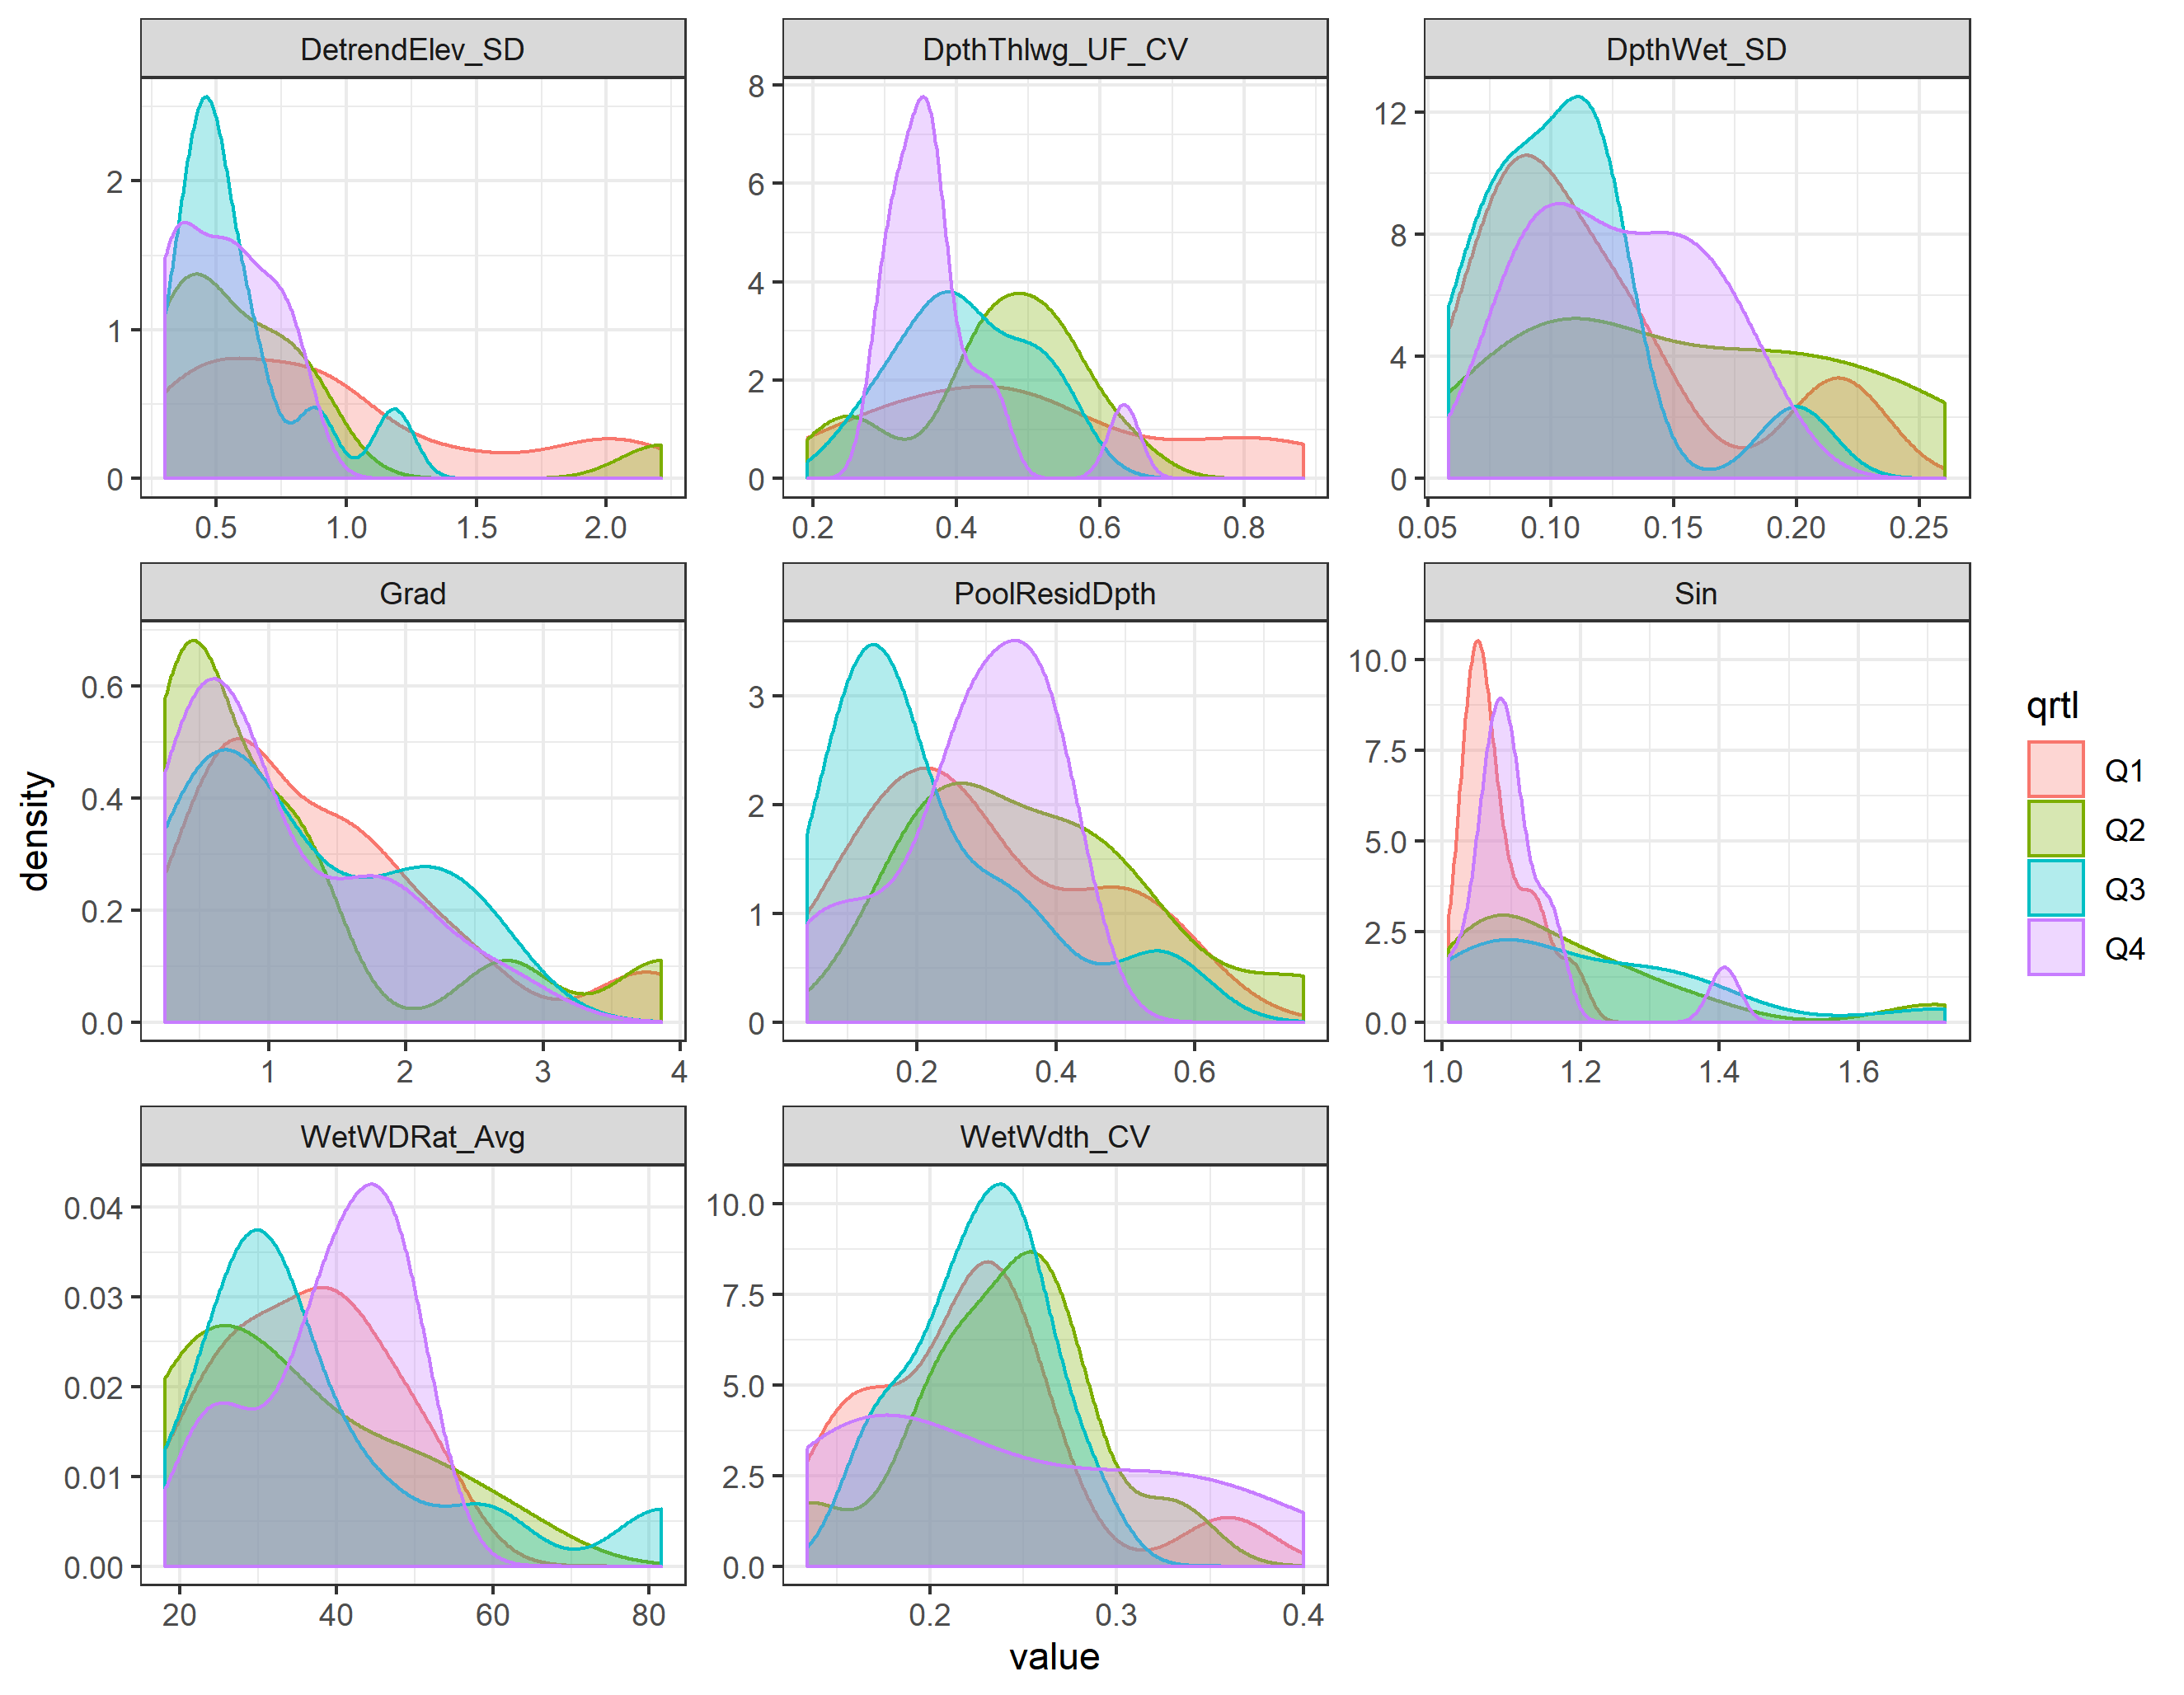 DetrendElev_SD
DpthThlwg_UF_CV
DpthWet_SD
0
1
2
0.5 1.0 1.5 2.0
0
2
4
6
8
0.2 0.4 0.6 0.8
0
4
8
12
0.05 0.10 0.15 0.20 0.25
Grad
PoolResidDpth
Sin
0.0
0.2
0.4
0.6
1 2 3 4
0
1
2
3
0.2 0.4 0.6
0.0
2.5
5.0
7.5
10.0
1.0 1.2 1.4 1.6
WetWDRat_Avg
WetWdth_CV
0.00
0.01
0.02
0.03
0.04
20 40 60 80
0.0
2.5
5.0
7.5
10.0
0.2 0.3 0.4
value
density
qrtl
Q1
Q2
Q3
Q4